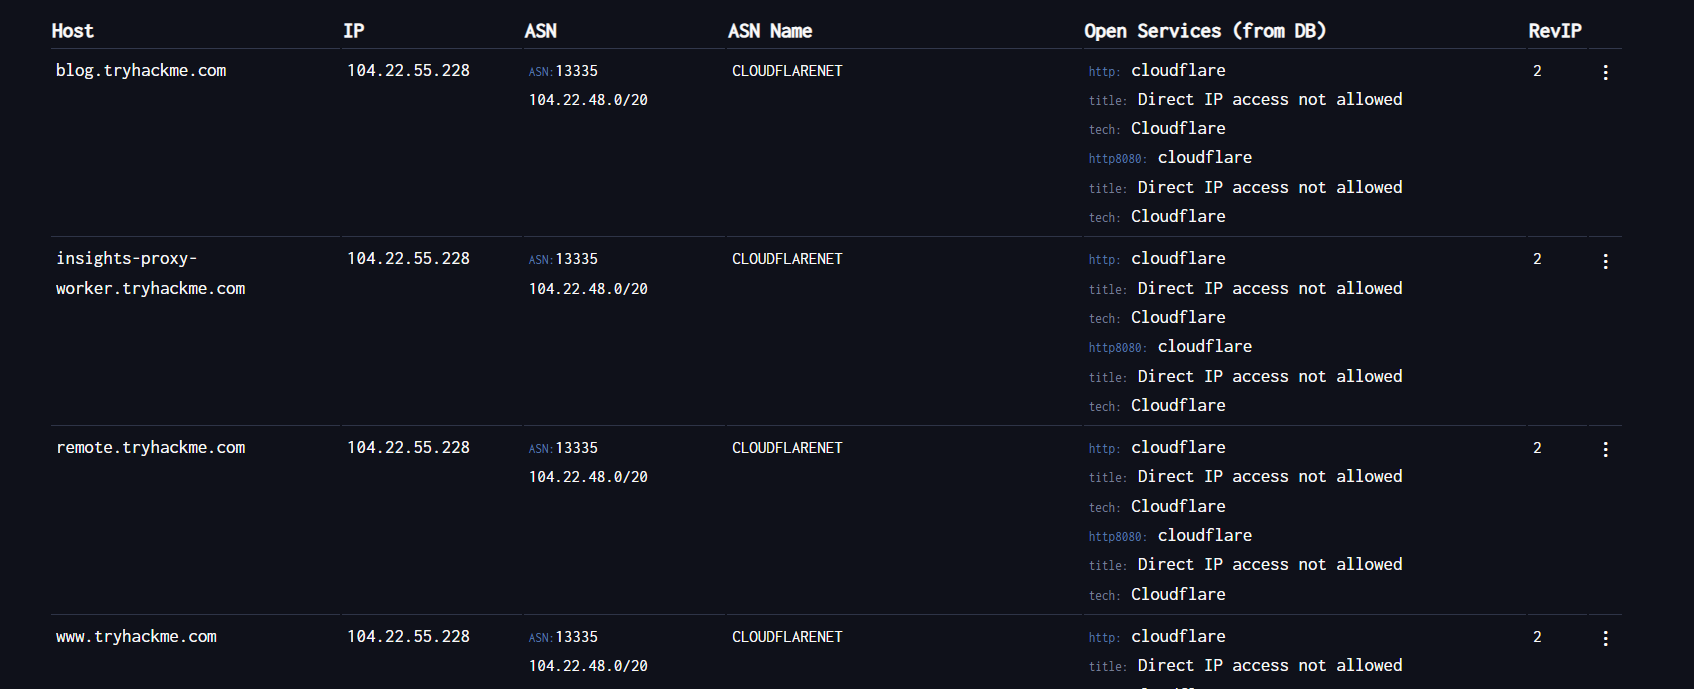 Host IP ASN ASN Name Open Services (from DB) RevIP
blog.tryhackme.com 104.22.55.228 ASN:13335 CLOUDFLARENET http: cloudflare 2
104.22.48.0/20 title: Direct IP access not allowed
tech: Cloudflare
http8080: cloudflare
title: Direct IP access not allowed
tech: Cloudflare
insights-proxy- 104.22.55.228 ASN:13335 CLOUDFLARENET http: cloudflare 2
worker.tryhackme.com 104.22.48.0/20 title: Direct IP access not allowed
tech: Cloudflare
http8080: cloudflare
title: Direct IP access not allowed
tech: Cloudflare
remote.tryhackme.com 104.22.55.228 ASN:13335 CLOUDFLARENET http: cloudflare 2
104.22.48.0/20 title: Direct IP access not allowed
tech: Cloudflare
http8080: cloudflare
title: Direct IP access not allowed
tech: Cloudflare
www.tryhackme.com 104.22.55.228 ASN:13335 CLOUDFLARENET http: cloudflare 2
104.22.48.0/20 title: Direct IP access not allowed